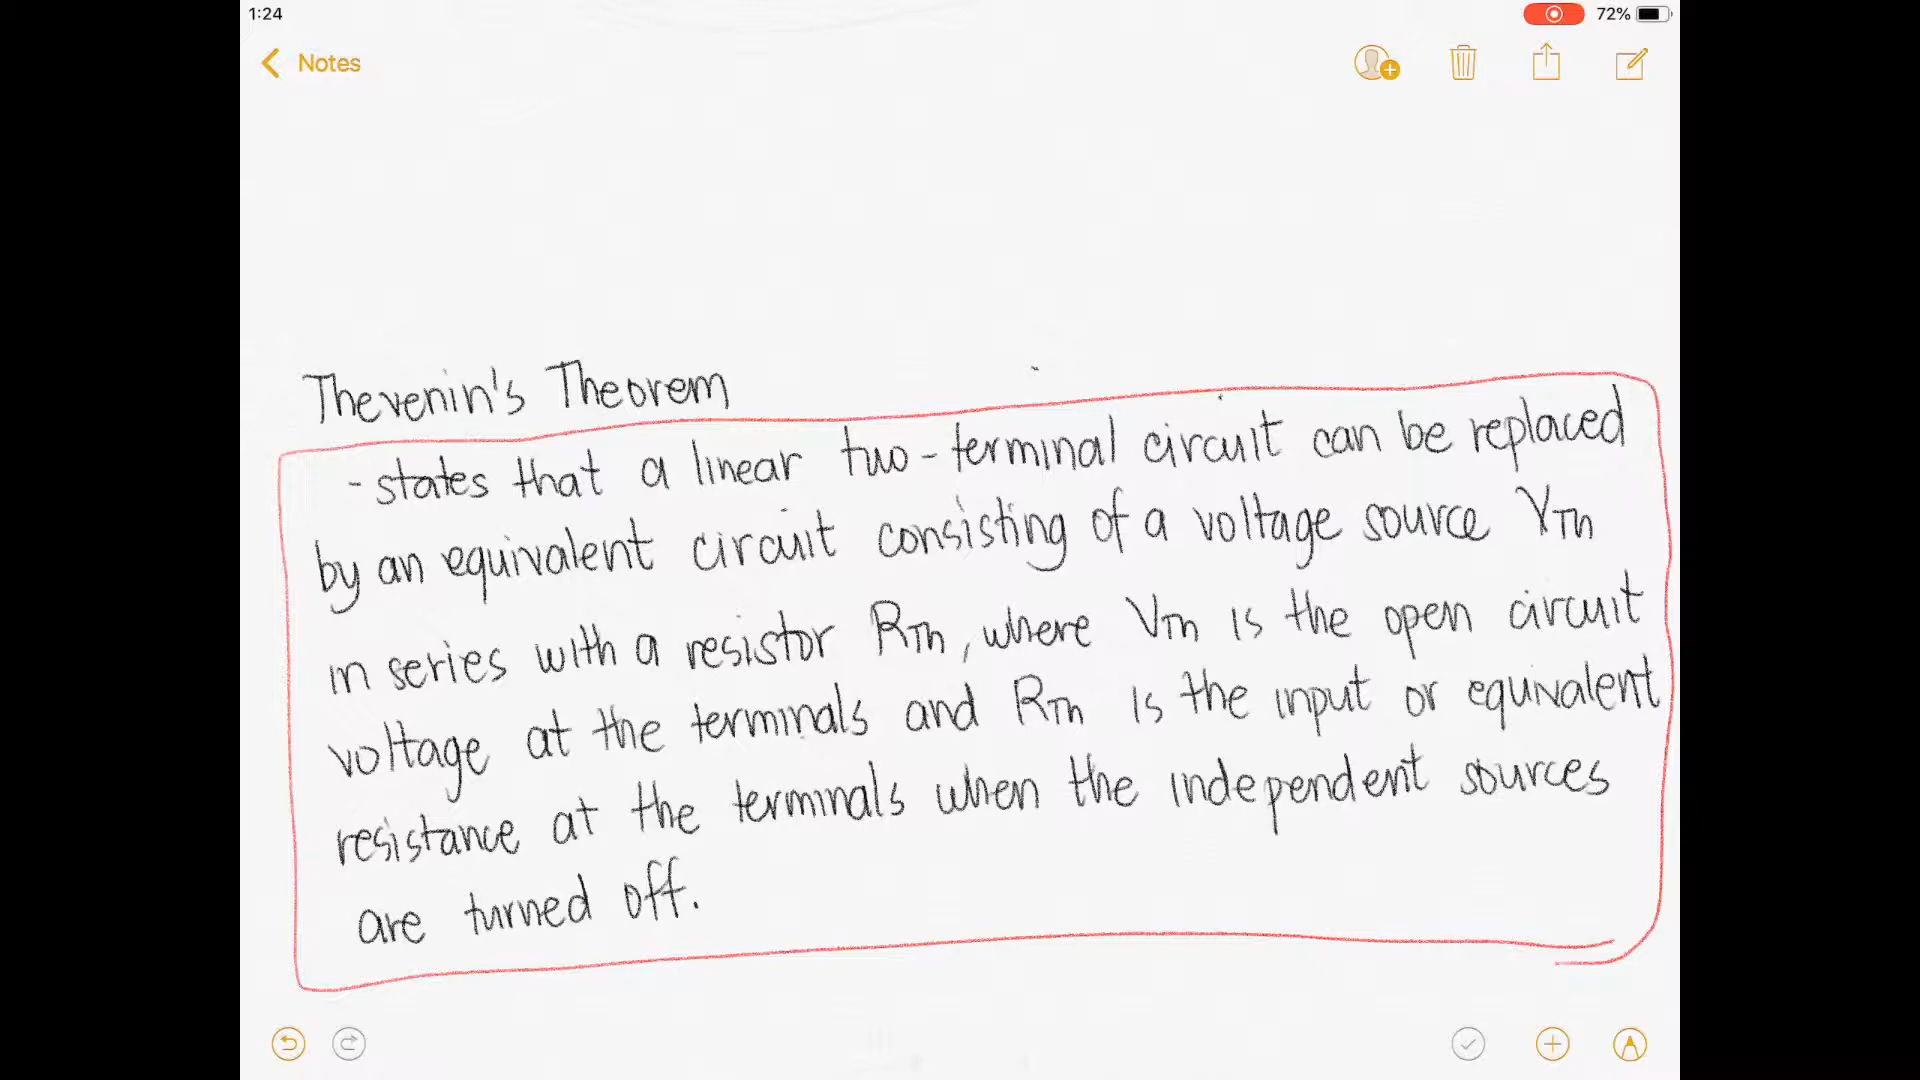 1:24
72%
Notes
Thevenin's Theorem
- states that a linear two-terminal circuit can be replaced
by an equivalent circuit consisting of a voltage source VTh
in series with a resistor RTh, where VTh is the open circuit
voltage at the terminals and RTh is the input or equivalent
resistance at the terminals when the independent sources
are turned off.